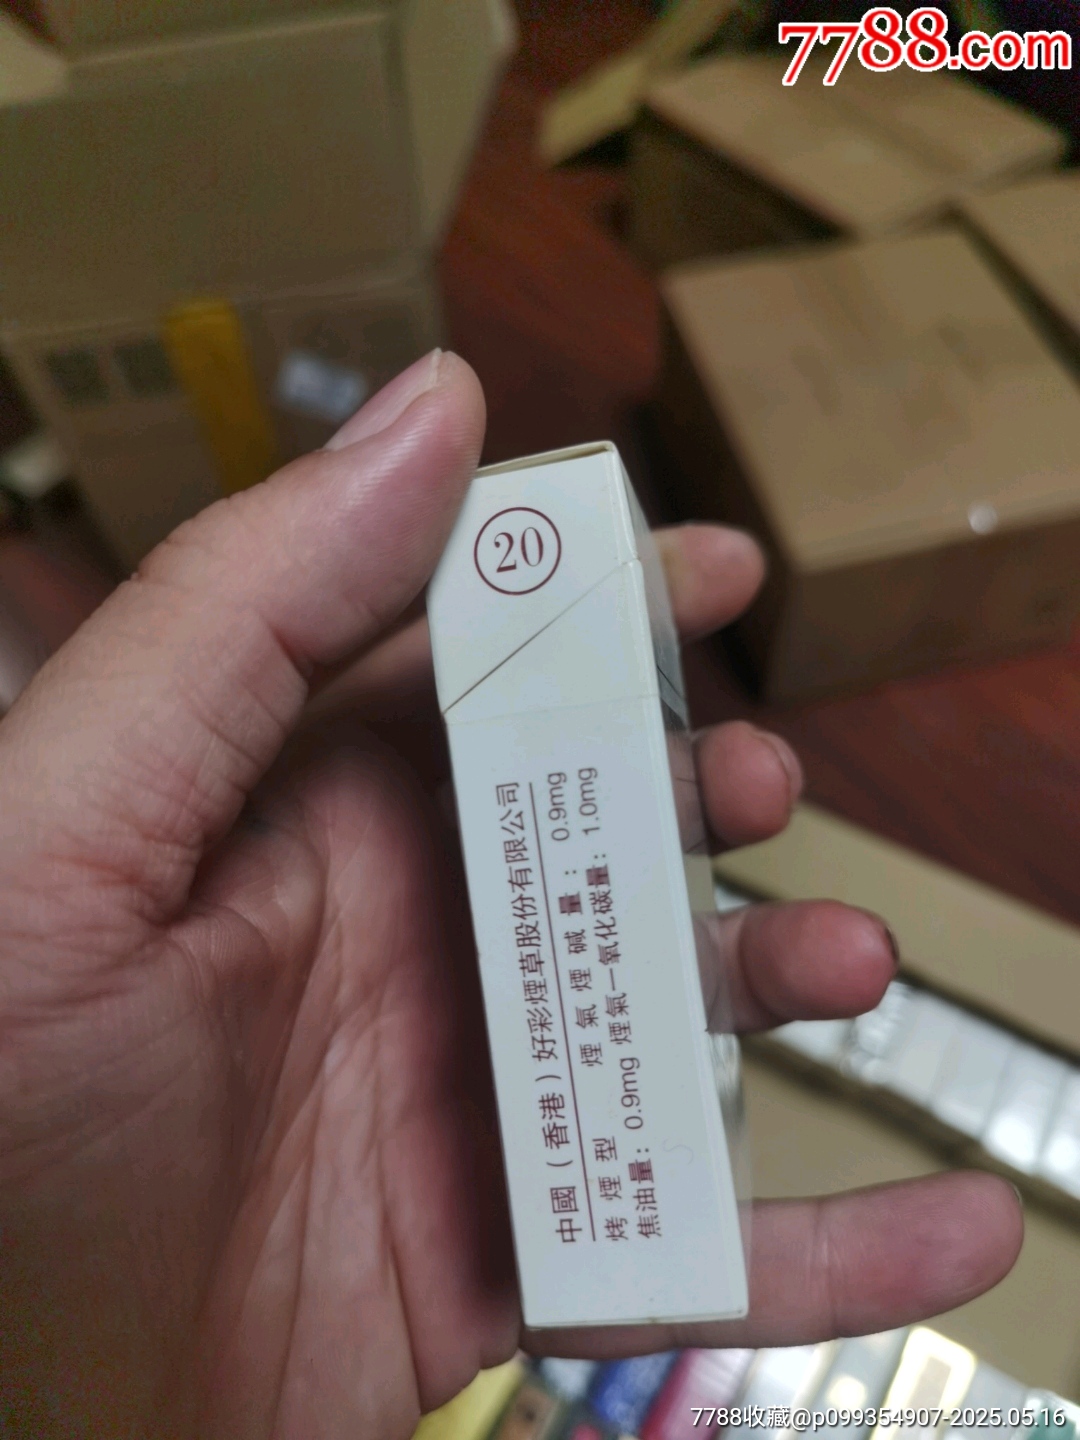 7788.com
20
中國（香港）好彩煙草股份有限公司
烤煙型 煙氣煙碱量：0.9mg
焦油量：0.9mg 煙氣一氧化碳量：1.0mg
7788收藏@p099354907-2025.05.16